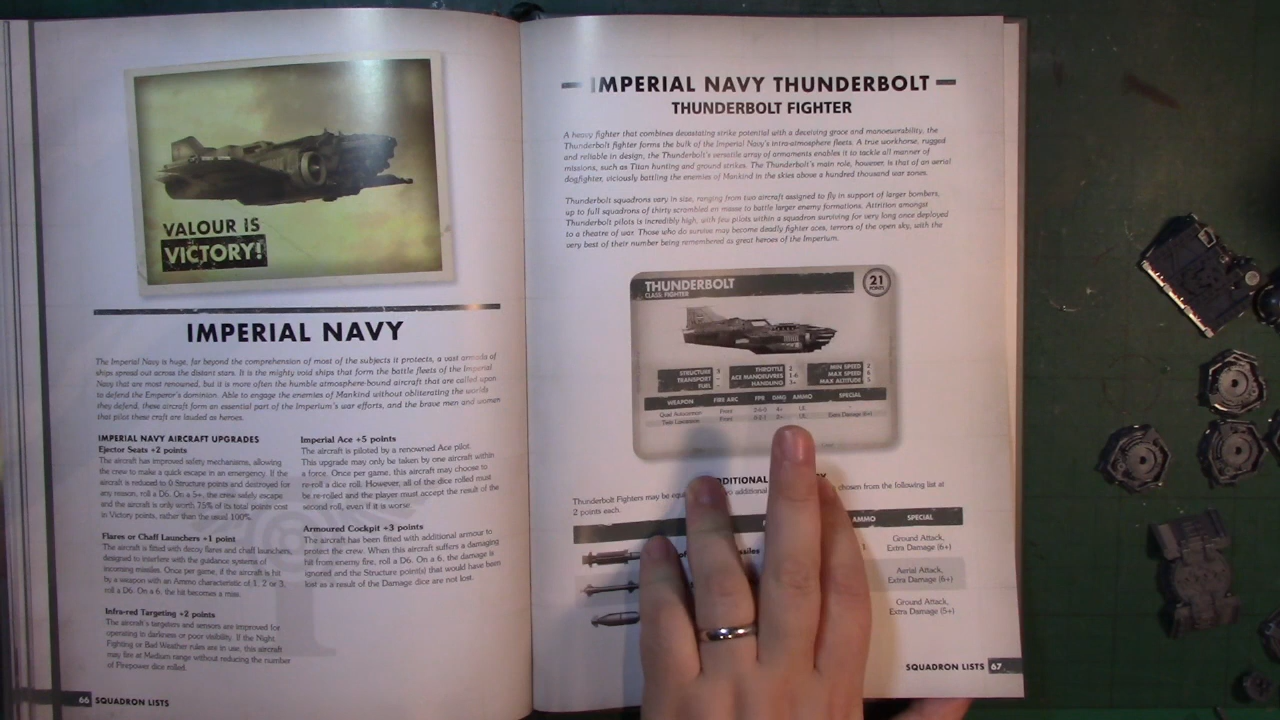 VALOUR IS
VICTORY!
IMPERIAL NAVY
The Imperial Navy is huge, far beyond the comprehension of most of the subjects it protects, a vast armada of
ships spread out across the distant stars. It is the mighty void ships that form the battle fleets of the Imperial
Navy that are most renowned, but it is more often the humble atmosphere-bound aircraft that are called upon
to defend the Emperor's dominion. Able to engage the enemies of Mankind without obliterating the worlds
they defend, these aircraft form an essential part of the Imperium's war efforts, and the brave men and women
that pilot these craft are lauded as heroes.
IMPERIAL NAVY AIRCRAFT UPGRADES
Ejector Seats +2 points
The aircraft has improved safety mechanisms, allowing
the crew to make a quick escape in an emergency. If the
aircraft is reduced to 0 Structure points and destroyed for
any reason, roll a D6. On a 5+, the crew safely escape
and the aircraft is only worth 75% of its total points cost
in Victory points, rather than the usual 100%.
Flares or Chaff Launchers +1 point
The aircraft is fitted with decoy flares and chaff launchers,
designed to interfere with the guidance systems of
incoming missiles. Once per game, if the aircraft is hit
by a weapon with an Ammo characteristic of 1, 2 or 3,
roll a D6. On a 6, the hit becomes a miss.
Infra-red Targeting +2 points
The aircraft's targeters and sensors are improved for
operating in darkness or poor visibility. If the Night
Fighting or Bad Weather rules are in use, this aircraft
may fire at Medium range without reducing the number
of Firepower dice rolled.
Imperial Ace +5 points
The aircraft is piloted by a renowned Ace pilot.
This upgrade may only be taken by one aircraft within
a force. Once per game, this aircraft may choose to
re-roll a dice roll. However, all of the dice rolled must
be re-rolled and the player must accept the result of the
second roll, even if it is worse.
Armoured Cockpit +3 points
The aircraft has been fitted with additional armour to
protect the crew. When this aircraft suffers a damaging
hit from enemy fire, roll a D6. On a 6, the damage is
ignored and the Structure point(s) that would have been
lost as a result of the Damage dice are not lost.
66 SQUADRON LISTS
IMPERIAL NAVY THUNDERBOLT
THUNDERBOLT FIGHTER
A heavy fighter that combines devastating strike potential with a deceiving grace and manoeuvrability, the
Thunderbolt fighter forms the bulk of the Imperial Navy's intra-atmosphere fleets. A true workhorse, rugged
and reliable in design, the Thunderbolt's versatile array of armaments enables it to tackle all manner of
missions, such as Titan hunting and ground strikes. The Thunderbolt's main role, however, is that of an aerial
dogfighter, viciously battling the enemies of Mankind in the skies above a hundred thousand war zones.
Thunderbolt squadrons vary in size, ranging from two aircraft assigned to fly in support of larger bombers,
up to full squadrons of thirty scrambled en masse to battle larger enemy formations. Attrition amongst
Thunderbolt pilots is incredibly high, with few pilots within a squadron surviving for very long once deployed
to a theatre of war. Those who do survive may become deadly fighter aces, terrors of the open sky, with the
very best of their number being remembered as great heroes of the Imperium.
THUNDERBOLT
CLASS: FIGHTER
21
POINTS
STRUCTURE
TRANSPORT
FUEL
THROTTLE
ACE MANOEUVRES
HANDLING
MIN SPEED
MAX SPEED
MAX ALTITUDE
WEAPON FIRE ARC FPR DMG AMMO SPECIAL
Quad Autocannon Front UL
Twin Lascannon Front UL Extra Damage (6+)
Thunderbolt Fighters may be additional chosen from the following list at
2 points each.
AMMO SPECIAL
Ground Attack,
Extra Damage (6+)
Aerial Attack,
Extra Damage (6+)
Ground Attack,
Extra Damage (5+)
SQUADRON LISTS 67